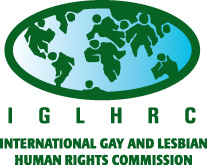 IGLHRC
INTERNATIONAL GAY AND LESBIAN
HUMAN RIGHTS COMMISSION